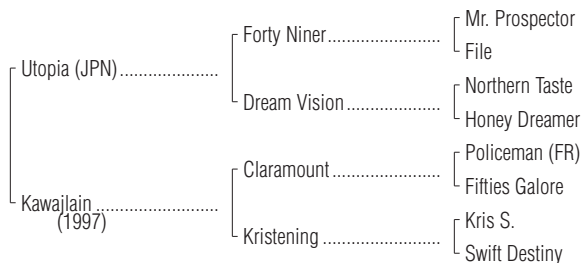 Mr. Prospector
Forty Niner..............................
File
Utopia (JPN)..........................
Northern Taste
Dream Vision.........................
Honey Dreamer
Policeman (FR)
Claramount.............................
Fifties Galore
Kawailain................................
(1997)
Kris S.
Kristening...............................
Swift Destiny